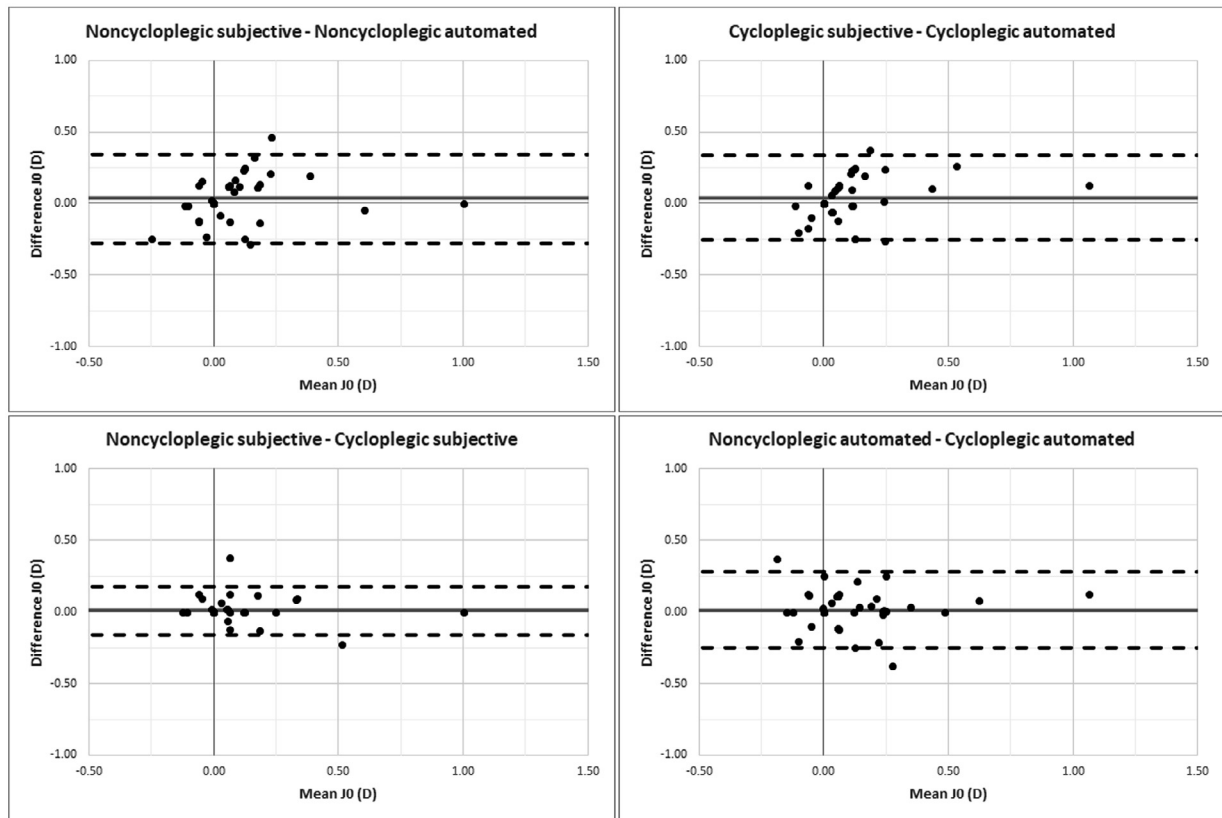 Noncycloplegic subjective - Noncycloplegic automated
1.00
0.50
0.00
-0.50
-1.00
Difference J0 (D)
-0.50 0.00 0.50 1.00 1.50
Mean J0 (D)
Cycloplegic subjective - Cycloplegic automated
1.00
0.50
0.00
-0.50
-1.00
Difference J0 (D)
-0.50 0.00 0.50 1.00 1.50
Mean J0 (D)
Noncycloplegic subjective - Cycloplegic subjective
1.00
0.50
0.00
-0.50
-1.00
Difference J0 (D)
-0.50 0.00 0.50 1.00 1.50
Mean J0 (D)
Noncycloplegic automated - Cycloplegic automated
1.00
0.50
0.00
-0.50
-1.00
Difference J0 (D)
-0.50 0.00 0.50 1.00 1.50
Mean J0 (D)